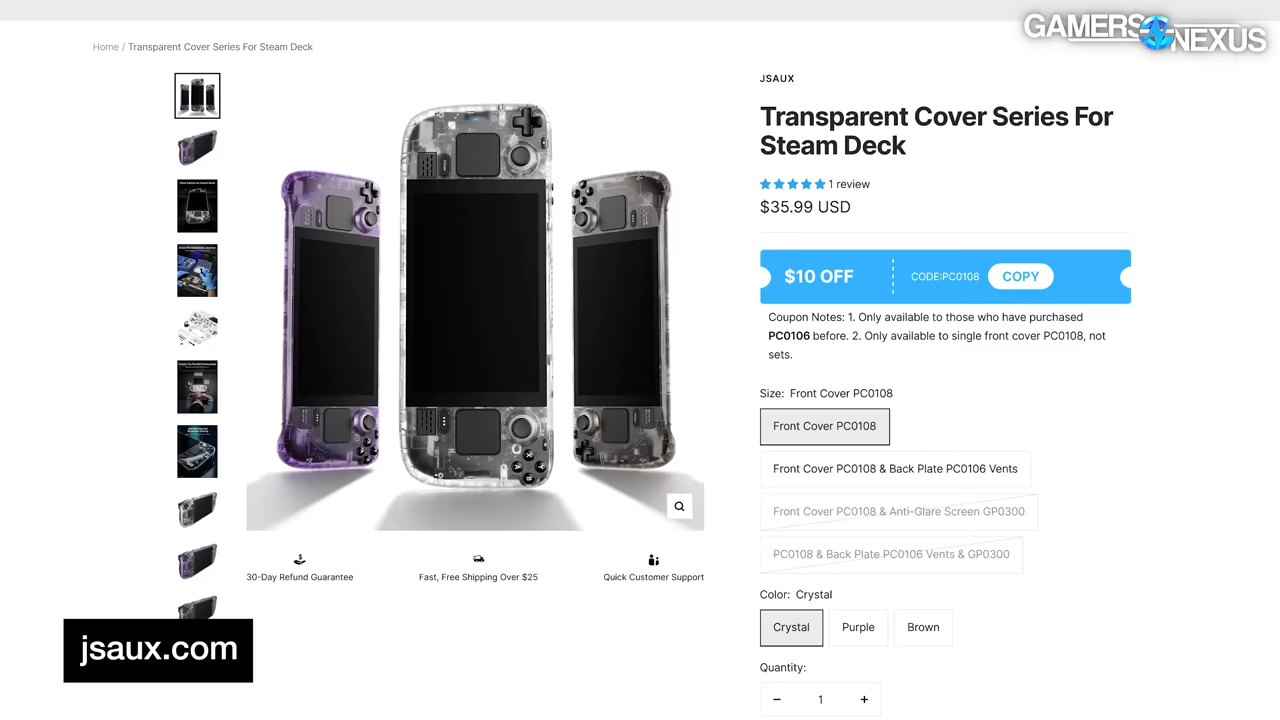 GAMERS NEXUS
Home / Transparent Cover Series For Steam Deck
JSAUX
Transparent Cover Series For
Steam Deck
1 review
$35.99 USD
$10 OFF
CODE:PC0108
COPY
Coupon Notes: 1. Only available to those who have purchased
PC0106 before. 2. Only available to single front cover PC0108, not
sets.
Size: Front Cover PC0108
Front Cover PC0108
Front Cover PC0108 & Back Plate PC0106 Vents
Front Cover PC0108 & Anti-Glare Screen GP0300
PC0108 & Back Plate PC0106 Vents & GP0300
30-Day Refund Guarantee
Fast, Free Shipping Over $25
Quick Customer Support
Color: Crystal
Crystal
Purple
Brown
jsaux.com
Quantity:
− 1 +